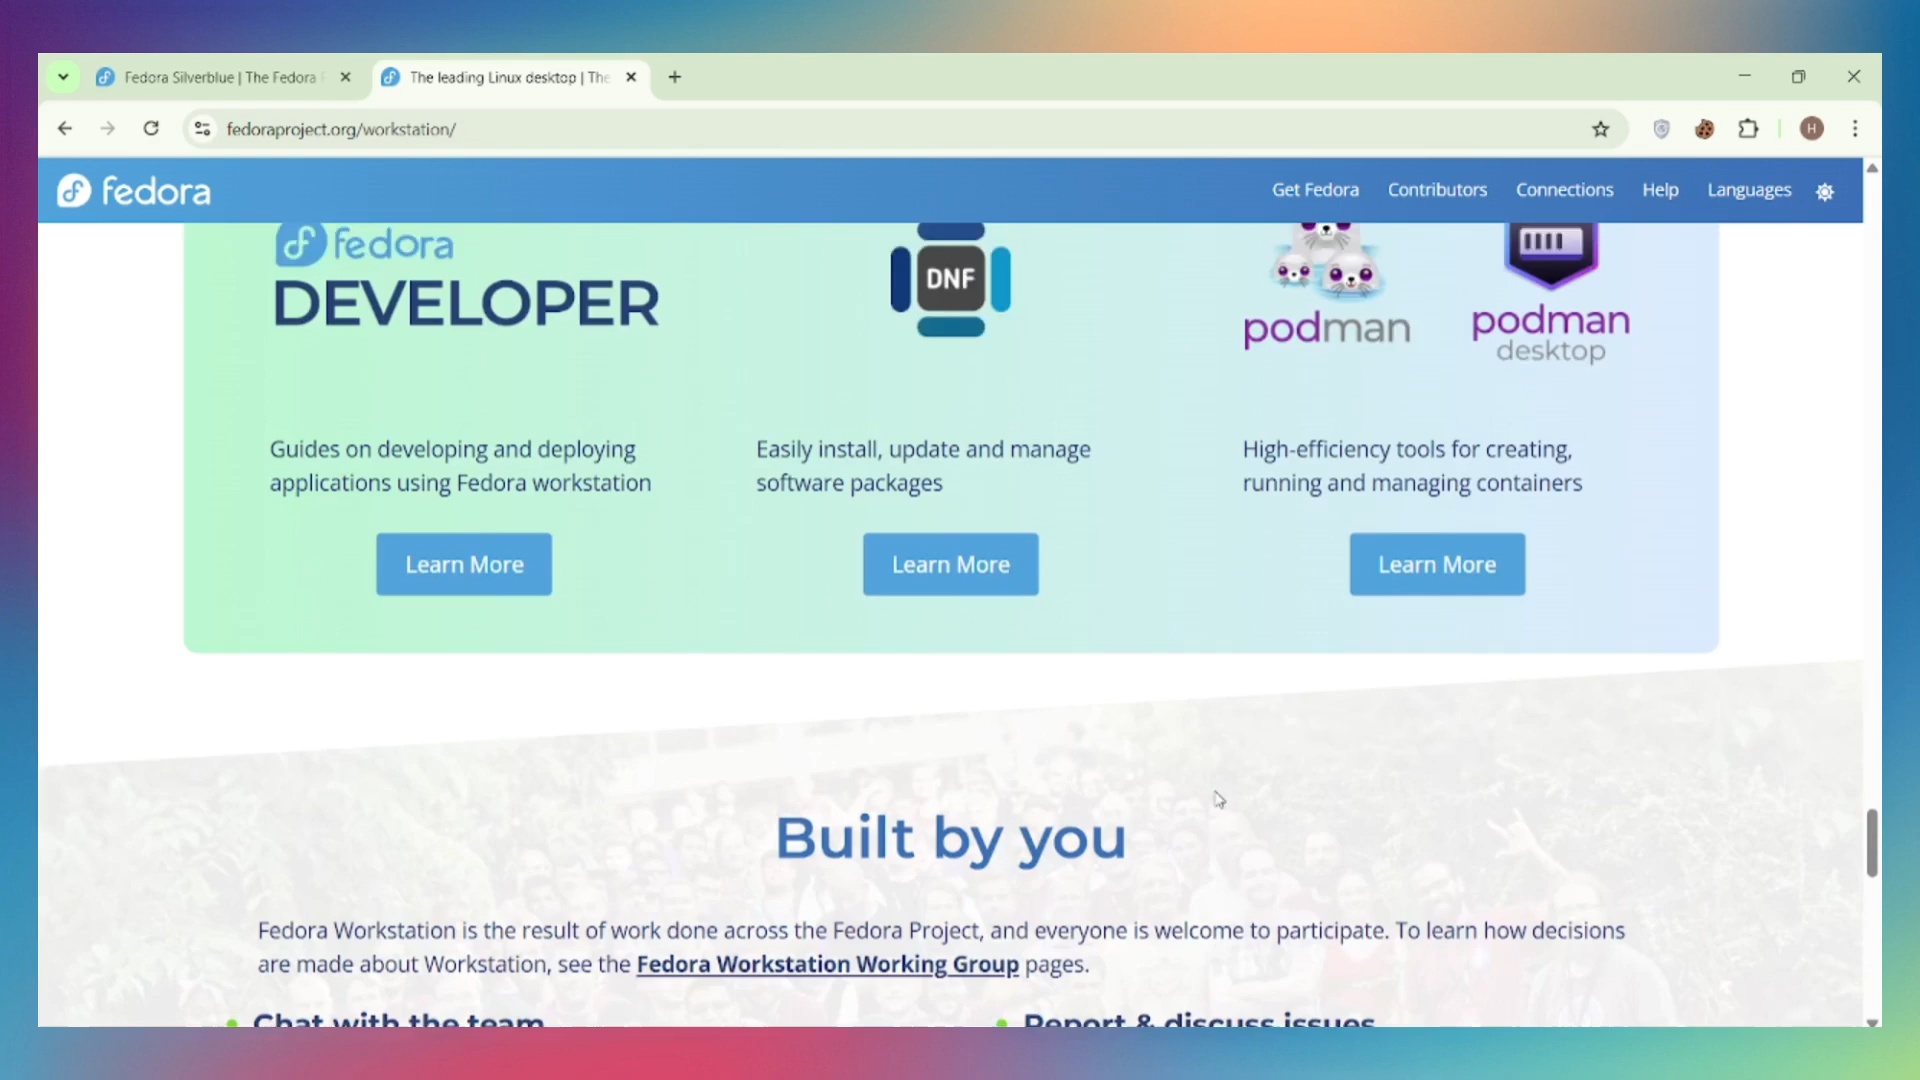 Fedora Silverblue | The Fedora
The leading Linux desktop | The
fedoraproject.org/workstation/
H
fedora
Get Fedora
Contributors
Connections
Help
Languages
fedora
DEVELOPER
DNF
podman
podman
desktop
Guides on developing and deploying
applications using Fedora workstation
Easily install, update and manage
software packages
High-efficiency tools for creating,
running and managing containers
Learn More
Learn More
Learn More
Built by you
Fedora Workstation is the result of work done across the Fedora Project, and everyone is welcome to participate. To learn how decisions
are made about Workstation, see the Fedora Workstation Working Group pages.
Chat with the team
Report & discuss issues